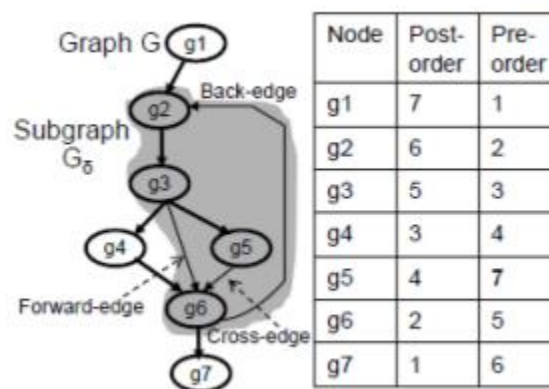 Graph G
g1
Back-edge
g2
Subgraph
Gδ
g3
g4
g5
Forward-edge
g6
Cross-edge
g7
Node Post-order Pre-order
g1 7 1
g2 6 2
g3 5 3
g4 3 4
g5 4 7
g6 2 5
g7 1 6